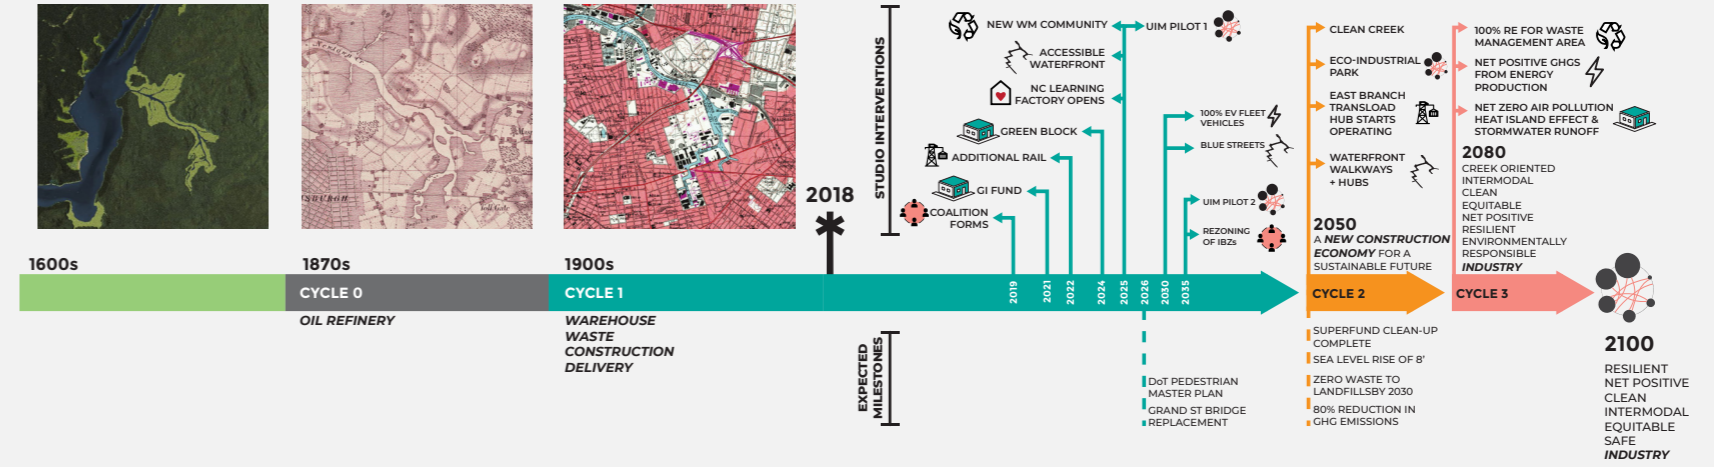 1600s
1870s
1900s
CYCLE 0
CYCLE 1
OIL REFINERY
WAREHOUSE
WASTE
CONSTRUCTION
DELIVERY
2018
STUDIO INTERVENTIONS
EXPECTED
MILESTONES
NEW WM COMMUNITY
UIM PILOT 1
ACCESSIBLE
WATERFRONT
NC LEARNING
FACTORY OPENS
GREEN BLOCK
ADDITIONAL RAIL
GI FUND
COALITION
FORMS
100% EV FLEET
VEHICLES
BLUE STREETS
UIM PILOT 2
REZONING
OF IBZs
2019
2021
2022
2024
2025
2026
2030
2035
DoT PEDESTRIAN
MASTER PLAN
GRAND ST BRIDGE
REPLACEMENT
CLEAN CREEK
ECO-INDUSTRIAL
PARK
EAST BRANCH
TRANSLOAD
HUB STARTS
OPERATING
WATERFRONT
WALKWAYS
+ HUBS
2050
A NEW CONSTRUCTION
ECONOMY FOR A
SUSTAINABLE FUTURE
CYCLE 2
SUPERFUND CLEAN-UP
COMPLETE
SEA LEVEL RISE OF 8'
ZERO WASTE TO
LANDFILLSBY 2030
80% REDUCTION IN
GHG EMISSIONS
100% RE FOR WASTE
MANAGEMENT AREA
NET POSITIVE GHGS
FROM ENERGY
PRODUCTION
NET ZERO AIR POLLUTION
HEAT ISLAND EFFECT &
STORMWATER RUNOFF
2080
CREEK ORIENTED
INTERMODAL
CLEAN
EQUITABLE
NET POSITIVE
RESILIENT
ENVIRONMENTALLY
RESPONSIBLE
INDUSTRY
CYCLE 3
2100
RESILIENT
NET POSITIVE
CLEAN
INTERMODAL
EQUITABLE
SAFE
INDUSTRY